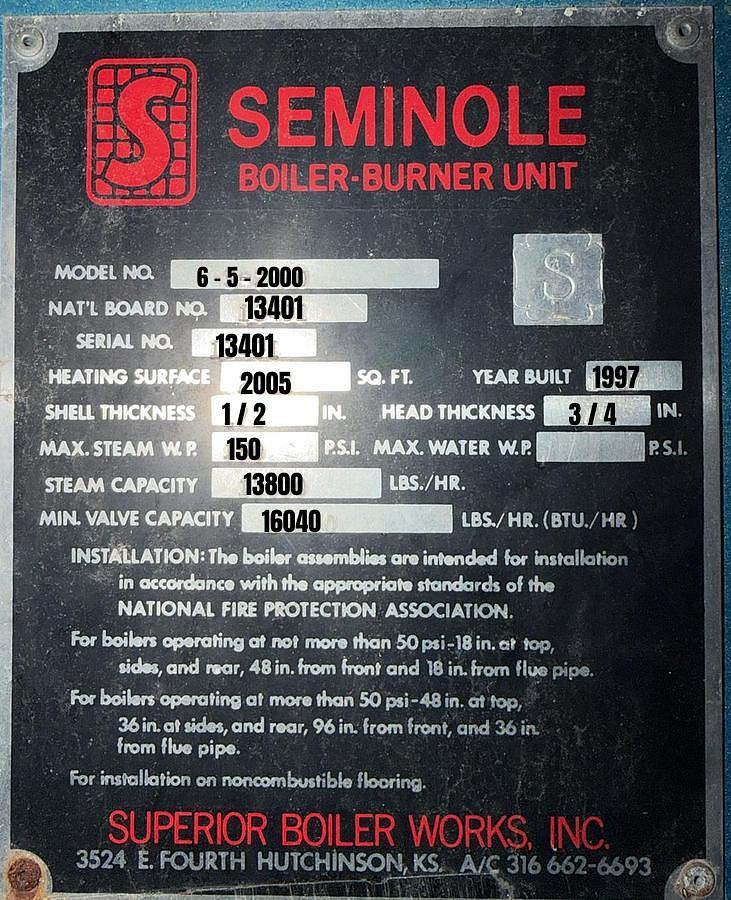 S SEMINOLE
BOILER-BURNER UNIT
S
MODEL NO. 6 - 5 - 2000
NAT'L BOARD NO. 13401
SERIAL NO. 13401
HEATING SURFACE 2005 SQ. FT. YEAR BUILT 1997
SHELL THICKNESS 1 / 2 IN. HEAD THICKNESS 3 / 4 IN.
MAX. STEAM W.P. 150 P.S.I. MAX. WATER W.P. P.S.I.
STEAM CAPACITY 13800 LBS./HR.
MIN. VALVE CAPACITY 16040 LBS./HR. (BTU./HR)
INSTALLATION: The boiler assemblies are intended for installation
in accordance with the appropriate standards of the
NATIONAL FIRE PROTECTION ASSOCIATION.
For boilers operating at not more than 50 psi-18 in. at top,
sides, and rear, 48 in. from front and 18 in. from flue pipe.
For boilers operating at more than 50 psi-48 in. at top,
36 in. at sides, and rear, 96 in. from front, and 36 in.
from flue pipe.
For installation on noncombustible flooring.
SUPERIOR BOILER WORKS, INC.
3524 E. FOURTH HUTCHINSON, KS. A/C 316 662-6693